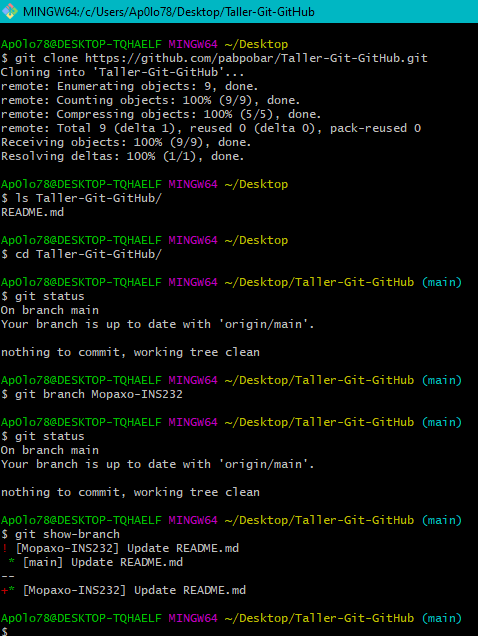 MINGW64:/c/Users/Ap0lo78/Desktop/Taller-Git-GitHub
Ap0lo78@DESKTOP-TQHAELF MINGW64 ~/Desktop
$ git clone https://github.com/pabpobar/Taller-Git-GitHub.git
Cloning into 'Taller-Git-GitHub'...
remote: Enumerating objects: 9, done.
remote: Counting objects: 100% (9/9), done.
remote: Compressing objects: 100% (5/5), done.
remote: Total 9 (delta 1), reused 0 (delta 0), pack-reused 0
Receiving objects: 100% (9/9), done.
Resolving deltas: 100% (1/1), done.
Ap0lo78@DESKTOP-TQHAELF MINGW64 ~/Desktop
$ ls Taller-Git-GitHub/
README.md
Ap0lo78@DESKTOP-TQHAELF MINGW64 ~/Desktop
$ cd Taller-Git-GitHub/
Ap0lo78@DESKTOP-TQHAELF MINGW64 ~/Desktop/Taller-Git-GitHub (main)
$ git status
On branch main
Your branch is up to date with 'origin/main'.
nothing to commit, working tree clean
Ap0lo78@DESKTOP-TQHAELF MINGW64 ~/Desktop/Taller-Git-GitHub (main)
$ git branch Mopaxo-INS232
Ap0lo78@DESKTOP-TQHAELF MINGW64 ~/Desktop/Taller-Git-GitHub (main)
$ git status
On branch main
Your branch is up to date with 'origin/main'.
nothing to commit, working tree clean
Ap0lo78@DESKTOP-TQHAELF MINGW64 ~/Desktop/Taller-Git-GitHub (main)
$ git show-branch
! [Mopaxo-INS232] Update README.md
 * [main] Update README.md
--
+* [Mopaxo-INS232] Update README.md
Ap0lo78@DESKTOP-TQHAELF MINGW64 ~/Desktop/Taller-Git-GitHub (main)
$